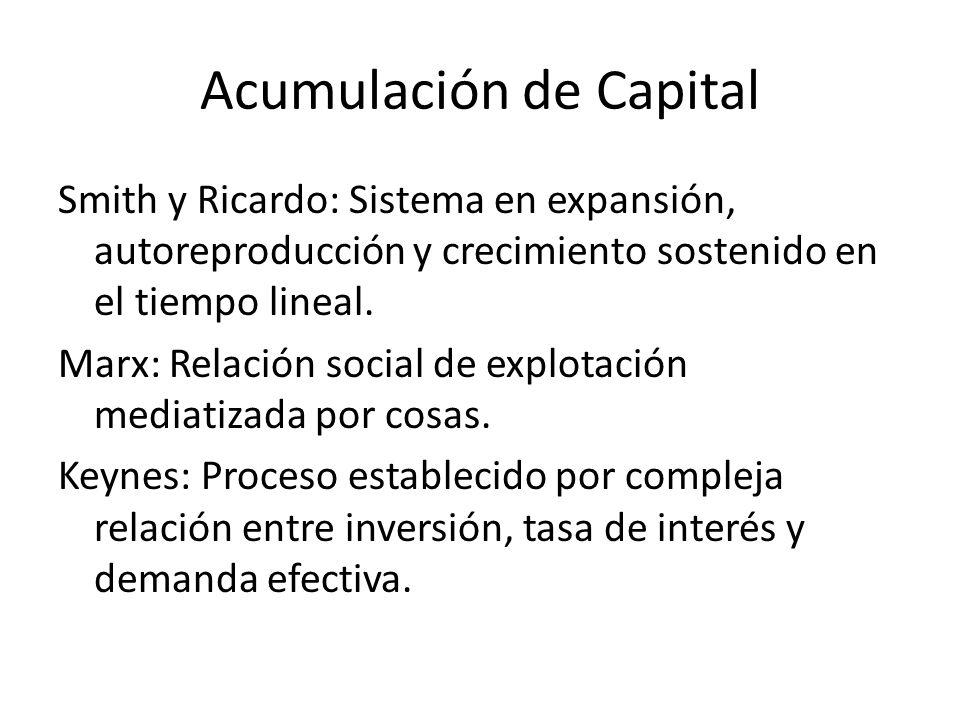 Acumulación de Capital
Smith y Ricardo: Sistema en expansión,
autoreproducción y crecimiento sostenido en
el tiempo lineal.
Marx: Relación social de explotación
mediatizada por cosas.
Keynes: Proceso establecido por compleja
relación entre inversión, tasa de interés y
demanda efectiva.